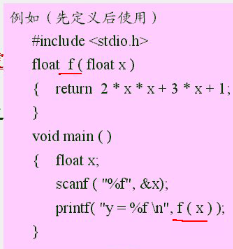 例如（先定义后使用）
#include <stdio.h>
float f ( float x )
{ return 2 * x * x + 3 * x + 1;
}
void main ( )
{ float x;
scanf ( "%f", &x);
printf( "y = %f \n", f ( x ) );
}